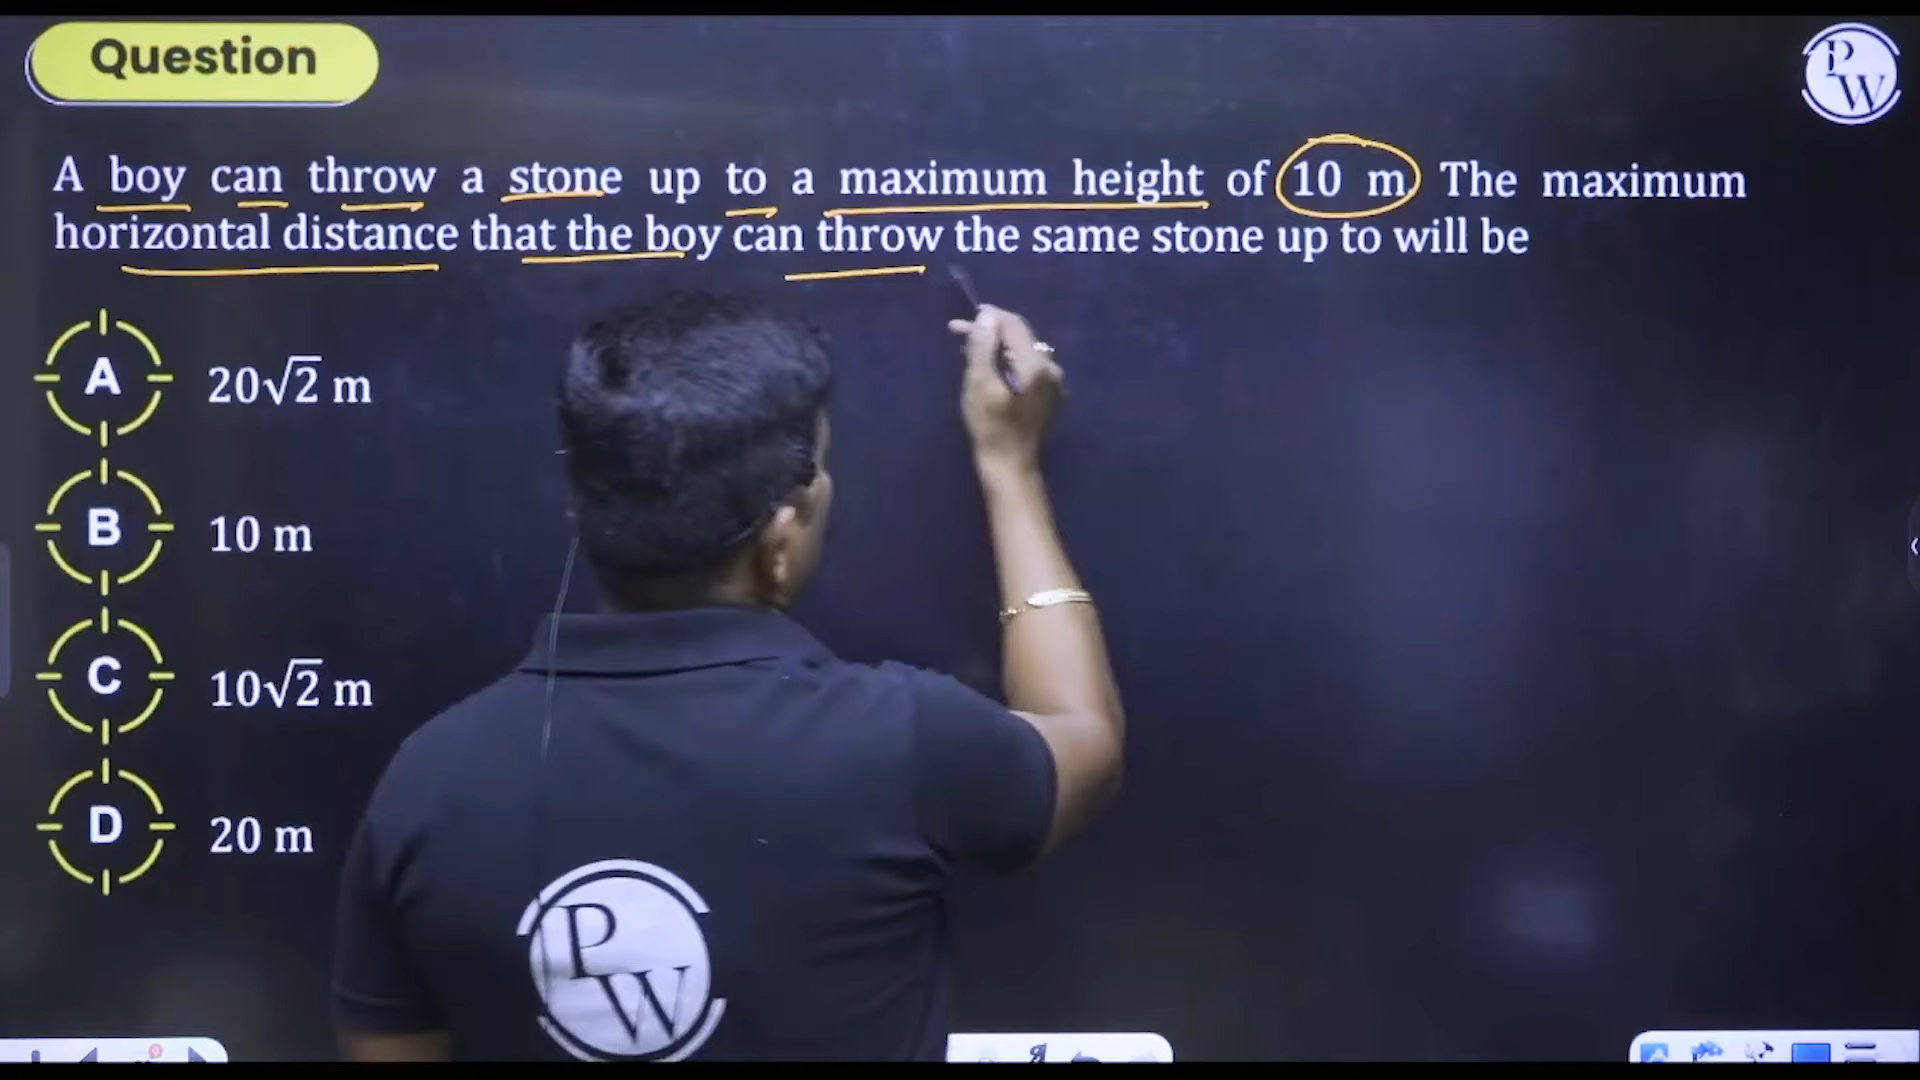 Question
PW
A boy can throw a stone up to a maximum height of 10 m. The maximum
horizontal distance that the boy can throw the same stone up to will be
A 20√2 m
B 10 m
C 10√2 m
D 20 m
PW